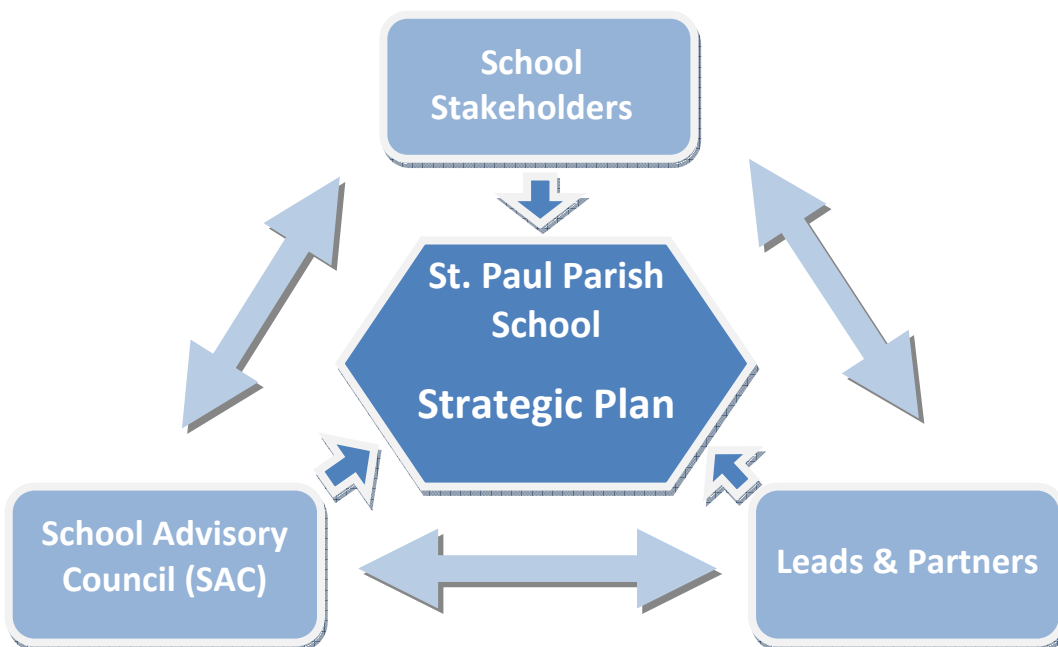 School
Stakeholders
St. Paul Parish
School
Strategic Plan
School Advisory
Council (SAC)
Leads & Partners